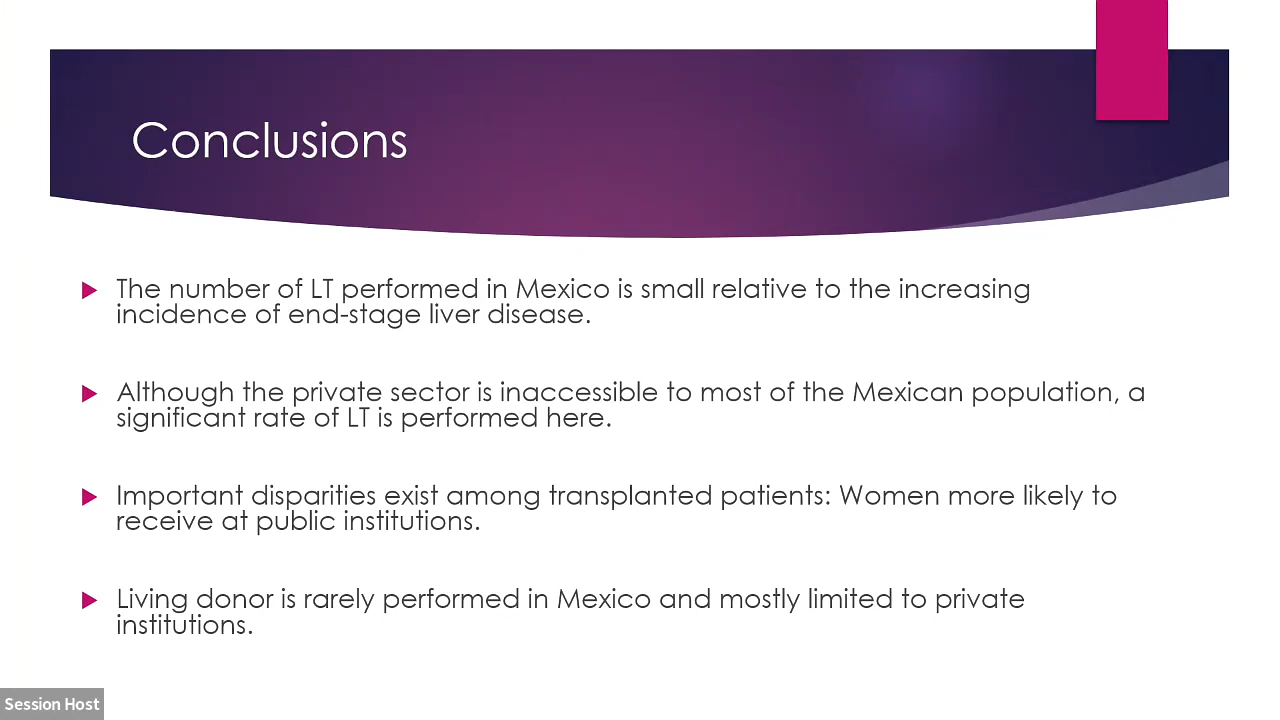 Conclusions
The number of LT performed in Mexico is small relative to the increasing
incidence of end-stage liver disease.
Although the private sector is inaccessible to most of the Mexican population, a
significant rate of LT is performed here.
Important disparities exist among transplanted patients: Women more likely to
receive at public institutions.
Living donor is rarely performed in Mexico and mostly limited to private
institutions.
Session Host